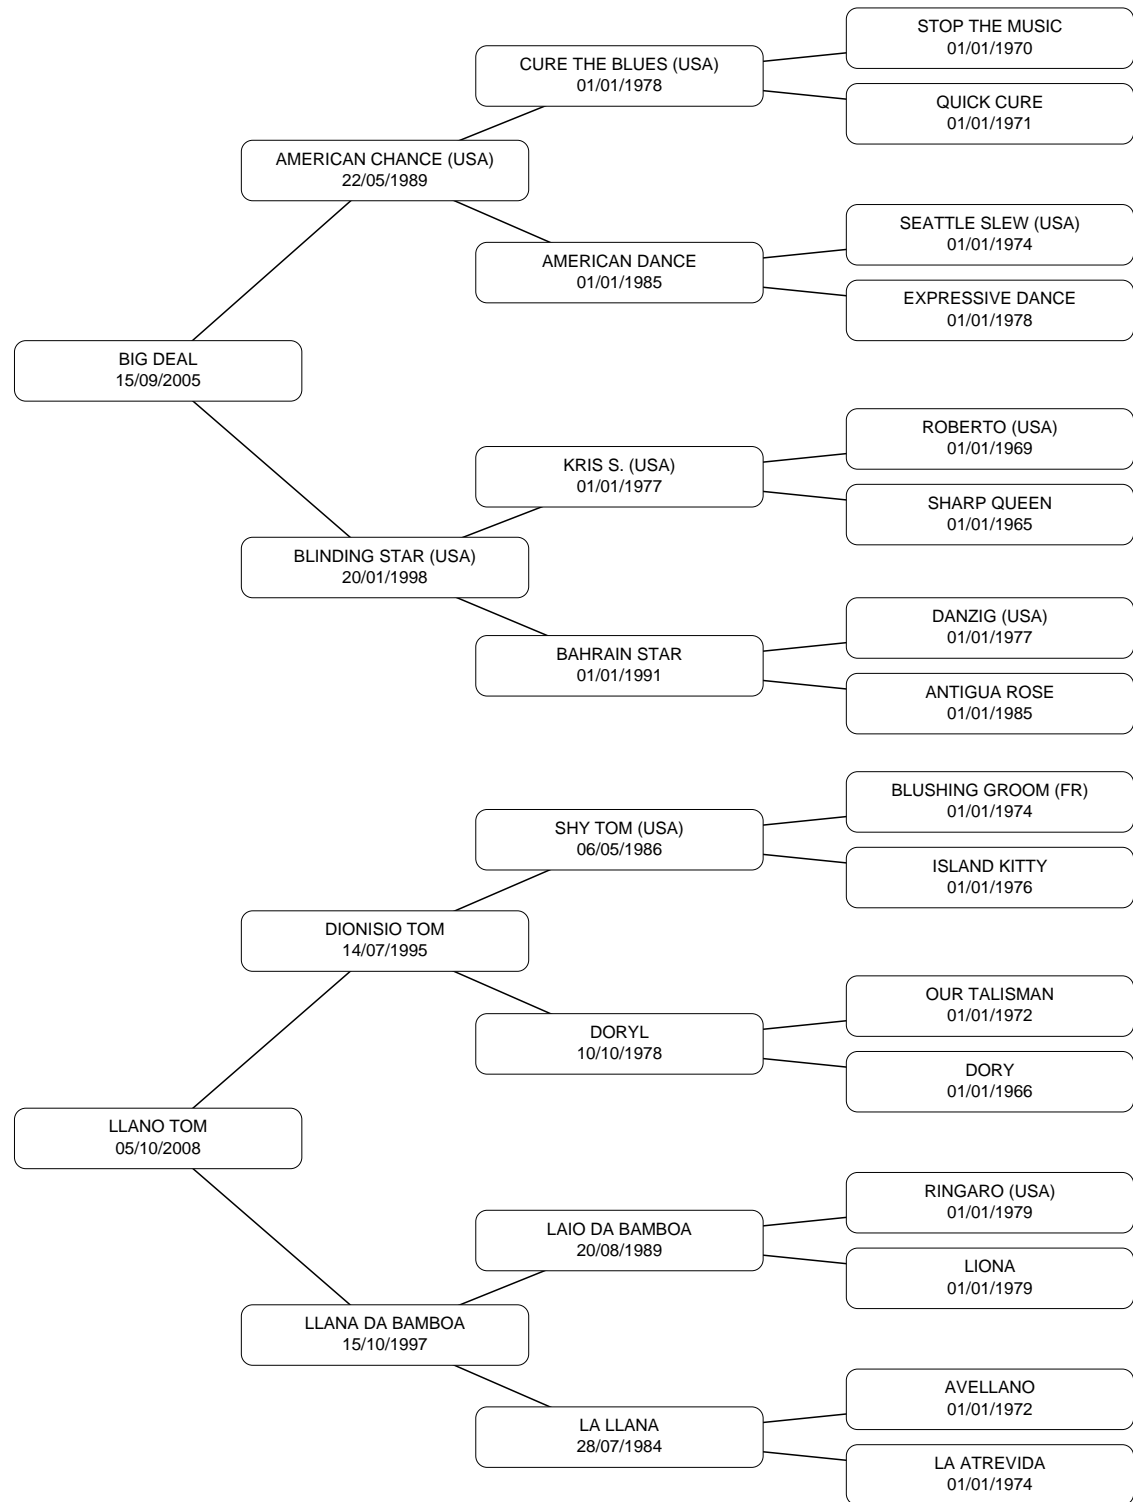 STOP THE MUSIC
01/01/1970
CURE THE BLUES (USA)
01/01/1978
QUICK CURE
01/01/1971
AMERICAN CHANCE (USA)
22/05/1989
SEATTLE SLEW (USA)
01/01/1974
AMERICAN DANCE
01/01/1985
EXPRESSIVE DANCE
01/01/1978
BIG DEAL
15/09/2005
ROBERTO (USA)
01/01/1969
KRIS S. (USA)
01/01/1977
SHARP QUEEN
01/01/1965
BLINDING STAR (USA)
20/01/1998
DANZIG (USA)
01/01/1977
BAHRAIN STAR
01/01/1991
ANTIGUA ROSE
01/01/1985
BLUSHING GROOM (FR)
01/01/1974
SHY TOM (USA)
06/05/1986
ISLAND KITTY
01/01/1976
DIONISIO TOM
14/07/1995
OUR TALISMAN
01/01/1972
DORYL
10/10/1978
DORY
01/01/1966
LLANO TOM
05/10/2008
RINGARO (USA)
01/01/1979
LAIO DA BAMBOA
20/08/1989
LIONA
01/01/1979
LLANA DA BAMBOA
15/10/1997
AVELLANO
01/01/1972
LA LLANA
28/07/1984
LA ATREVIDA
01/01/1974